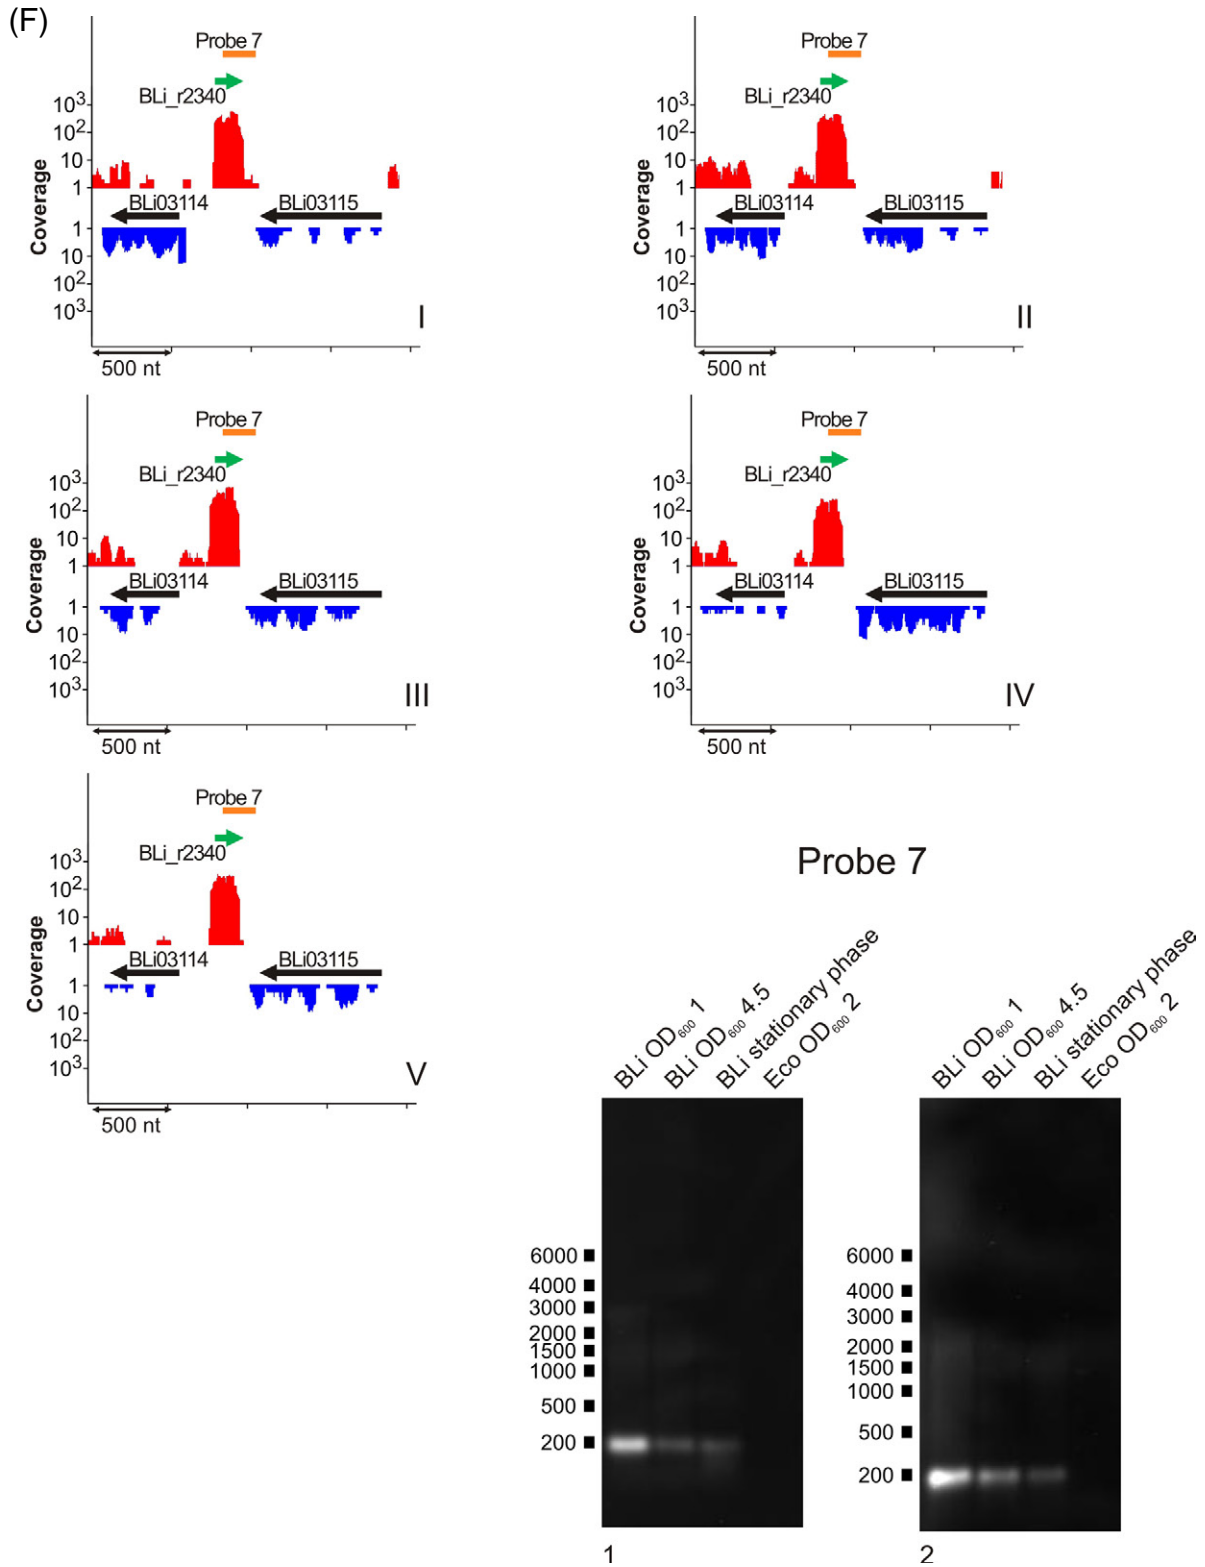 (F)
Probe 7
BLi_r2340
10³
10²
10
1
BLi03114
BLi03115
1
10
10²
10³
Coverage
I
500 nt
Probe 7
BLi_r2340
10³
10²
10
1
BLi03114
BLi03115
1
10
10²
10³
Coverage
II
500 nt
Probe 7
BLi_r2340
10³
10²
10
1
BLi03114
BLi03115
1
10
10²
10³
Coverage
III
500 nt
Probe 7
BLi_r2340
10³
10²
10
1
BLi03114
BLi03115
1
10
10²
10³
Coverage
IV
500 nt
Probe 7
BLi_r2340
10³
10²
10
1
BLi03114
BLi03115
1
10
10²
10³
Coverage
V
500 nt
Probe 7
BLi OD₆₀₀ 1
BLi OD₆₀₀ 4.5
BLi stationary phase
Eco OD₆₀₀ 2
6000
4000
3000
2000
1500
1000
500
200
1
BLi OD₆₀₀ 1
BLi OD₆₀₀ 4.5
BLi stationary phase
Eco OD₆₀₀ 2
6000
4000
3000
2000
1500
1000
500
200
2